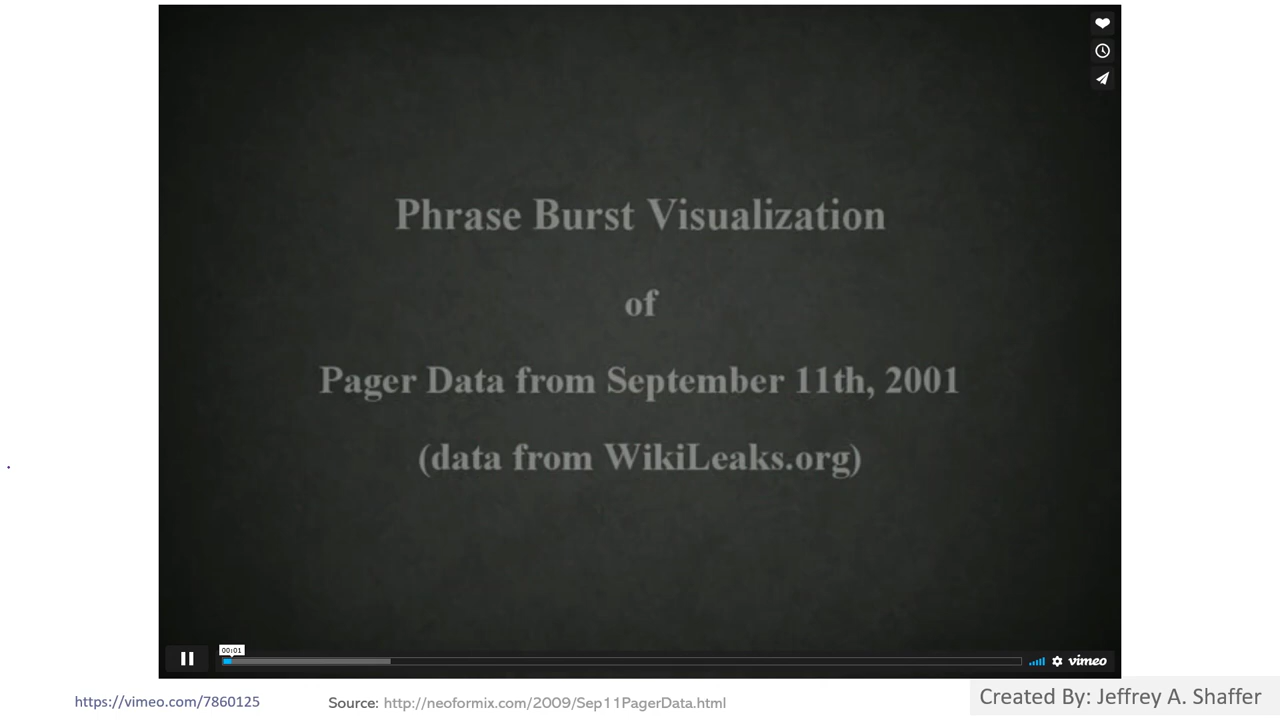 Phrase Burst Visualization
of
Pager Data from September 11th, 2001
(data from WikiLeaks.org)
00:01
vimeo
https://vimeo.com/7860125
Source: http://neoformix.com/2009/Sep11PagerData.html
Created By: Jeffrey A. Shaffer